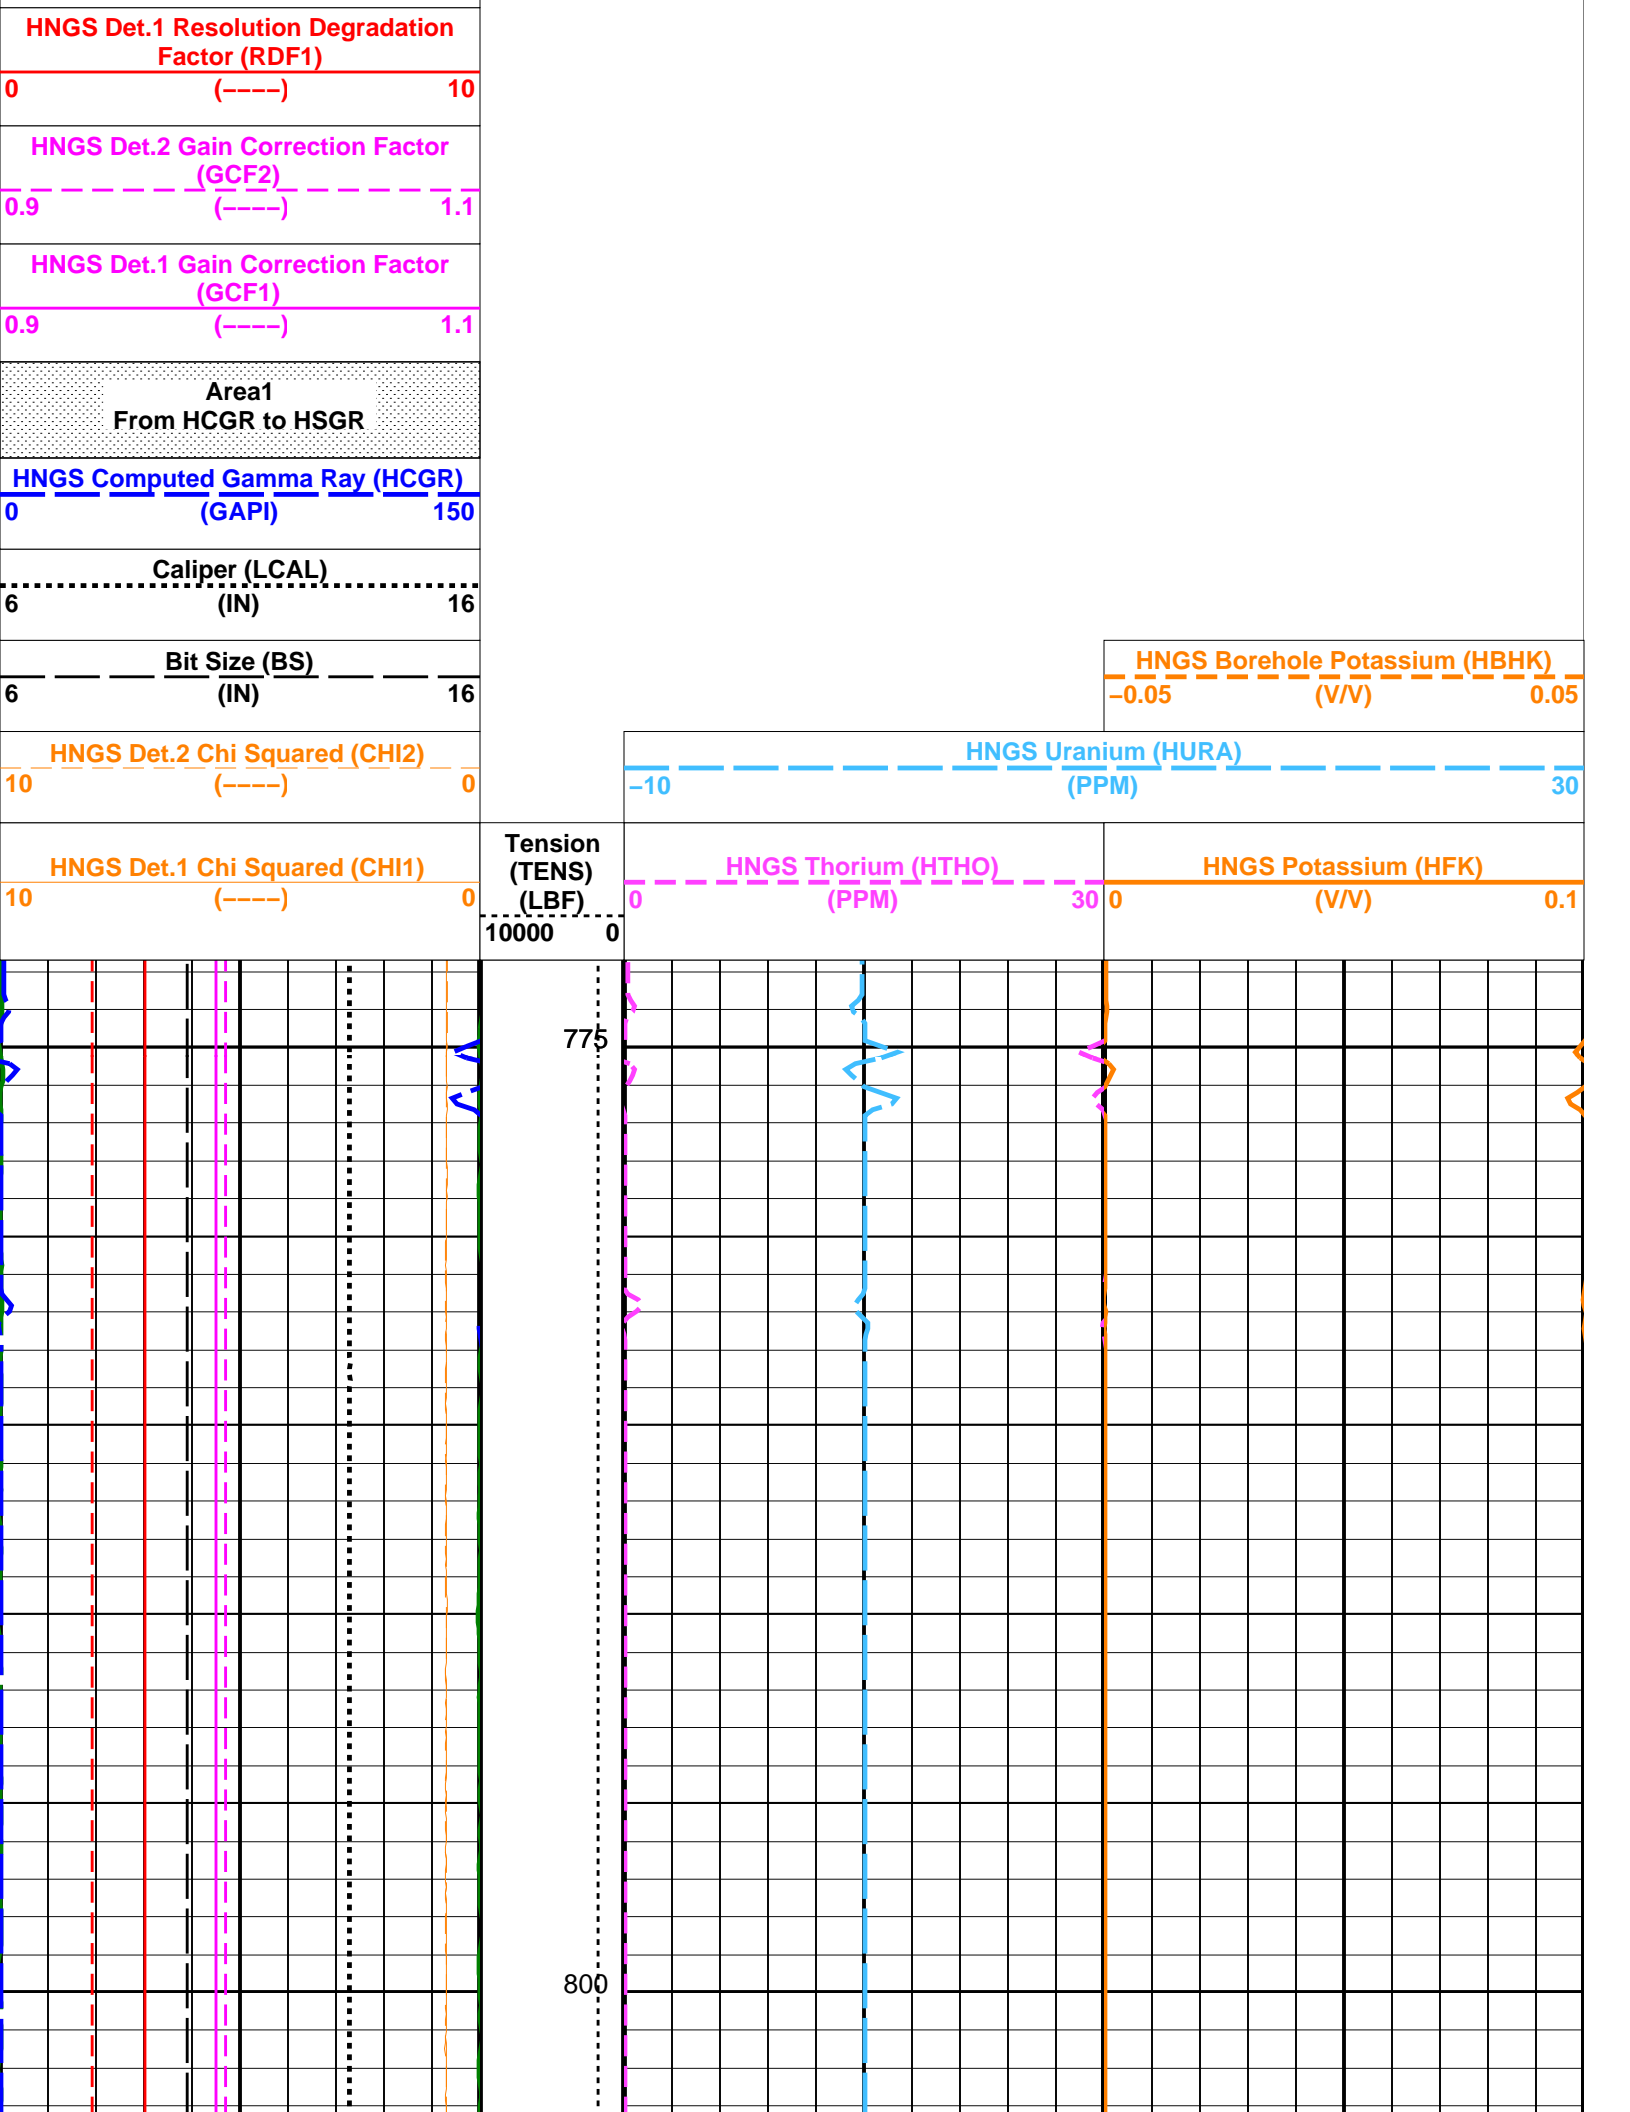 HNGS Det.1 Resolution Degradation
Factor (RDF1)
0 (----) 10
HNGS Det.2 Gain Correction Factor
(GCF2)
0.9 (----) 1.1
HNGS Det.1 Gain Correction Factor
(GCF1)
0.9 (----) 1.1
Area1
From HCGR to HSGR
HNGS Computed Gamma Ray (HCGR)
0 (GAPI) 150
Caliper (LCAL)
6 (IN) 16
Bit Size (BS)
6 (IN) 16
HNGS Borehole Potassium (HBHK)
−0.05 (V/V) 0.05
HNGS Det.2 Chi Squared (CHI2)
10 (----) 0
HNGS Uranium (HURA)
−10 (PPM) 30
HNGS Det.1 Chi Squared (CHI1)
10 (----) 0
Tension
(TENS)
(LBF)
10000 0
HNGS Thorium (HTHO)
0 (PPM) 30
HNGS Potassium (HFK)
0 (V/V) 0.1
775
800